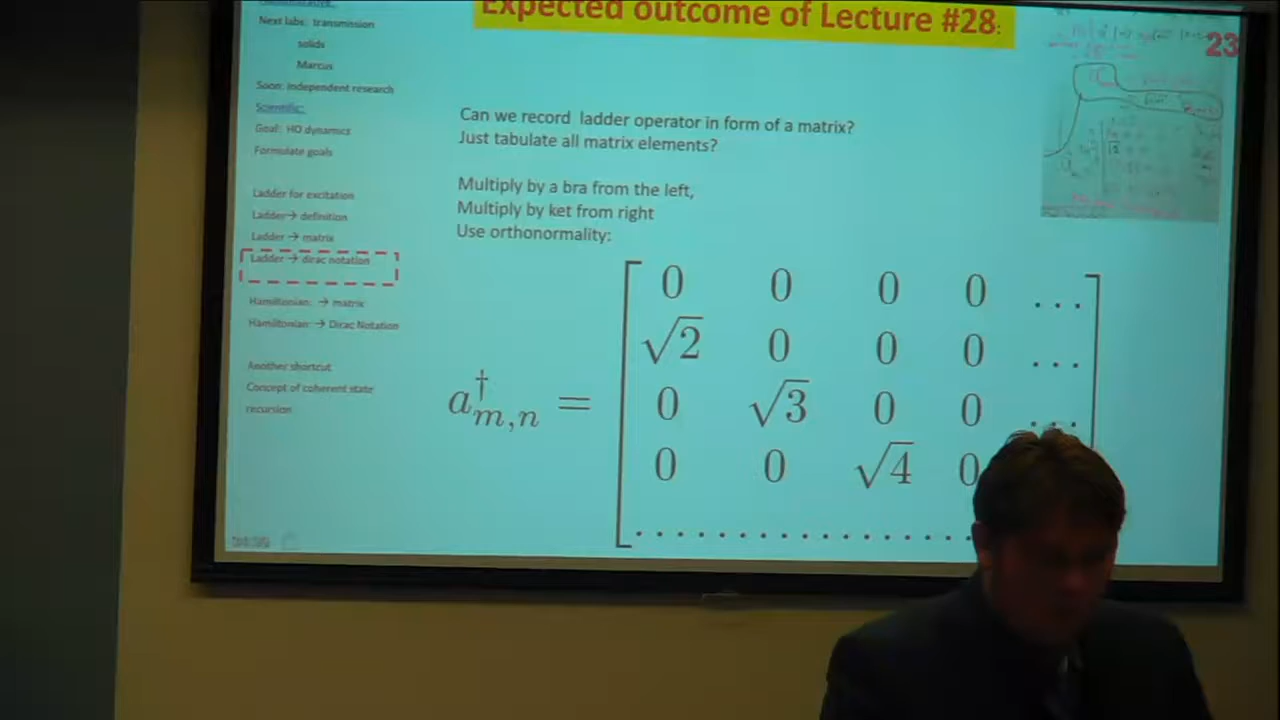 Expected outcome of Lecture #28:
23
Next labs: transmission
solids
Marcus
Soon: independent research
Scientific:
Goal: HO dynamics
Formulate goals
Ladder for excitation
Ladder→ definition
Ladder → matrix
Ladder → dirac notation
Hamiltonian: → matrix
Hamiltonian: → Dirac Notation
Another shortcut
Concept of coherent state
recursion
Can we record ladder operator in form of a matrix?
Just tabulate all matrix elements?
Multiply by a bra from the left,
Multiply by ket from right
Use orthonormality:
a†m,n =
0 0 0 0 ...
√2 0 0 0 ...
0 √3 0 0 ...
0 0 √4 0
..................